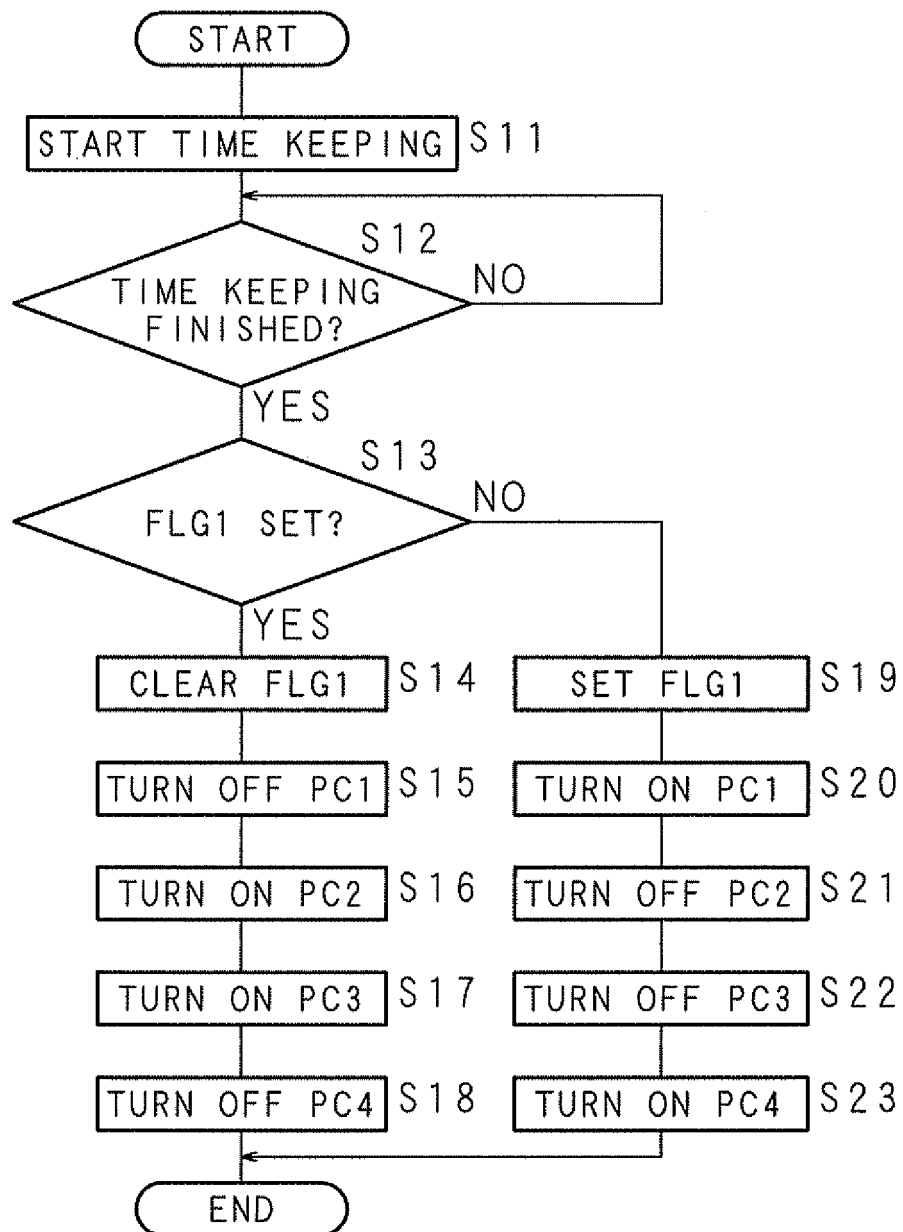 START
START TIME KEEPING S11
S12
TIME KEEPING
FINISHED?
NO
YES
S13
FLG1 SET?
NO
YES
CLEAR FLG1 S14
SET FLG1 S19
TURN OFF PC1 S15
TURN ON PC1 S20
TURN ON PC2 S16
TURN OFF PC2 S21
TURN ON PC3 S17
TURN OFF PC3 S22
TURN OFF PC4 S18
TURN ON PC4 S23
END